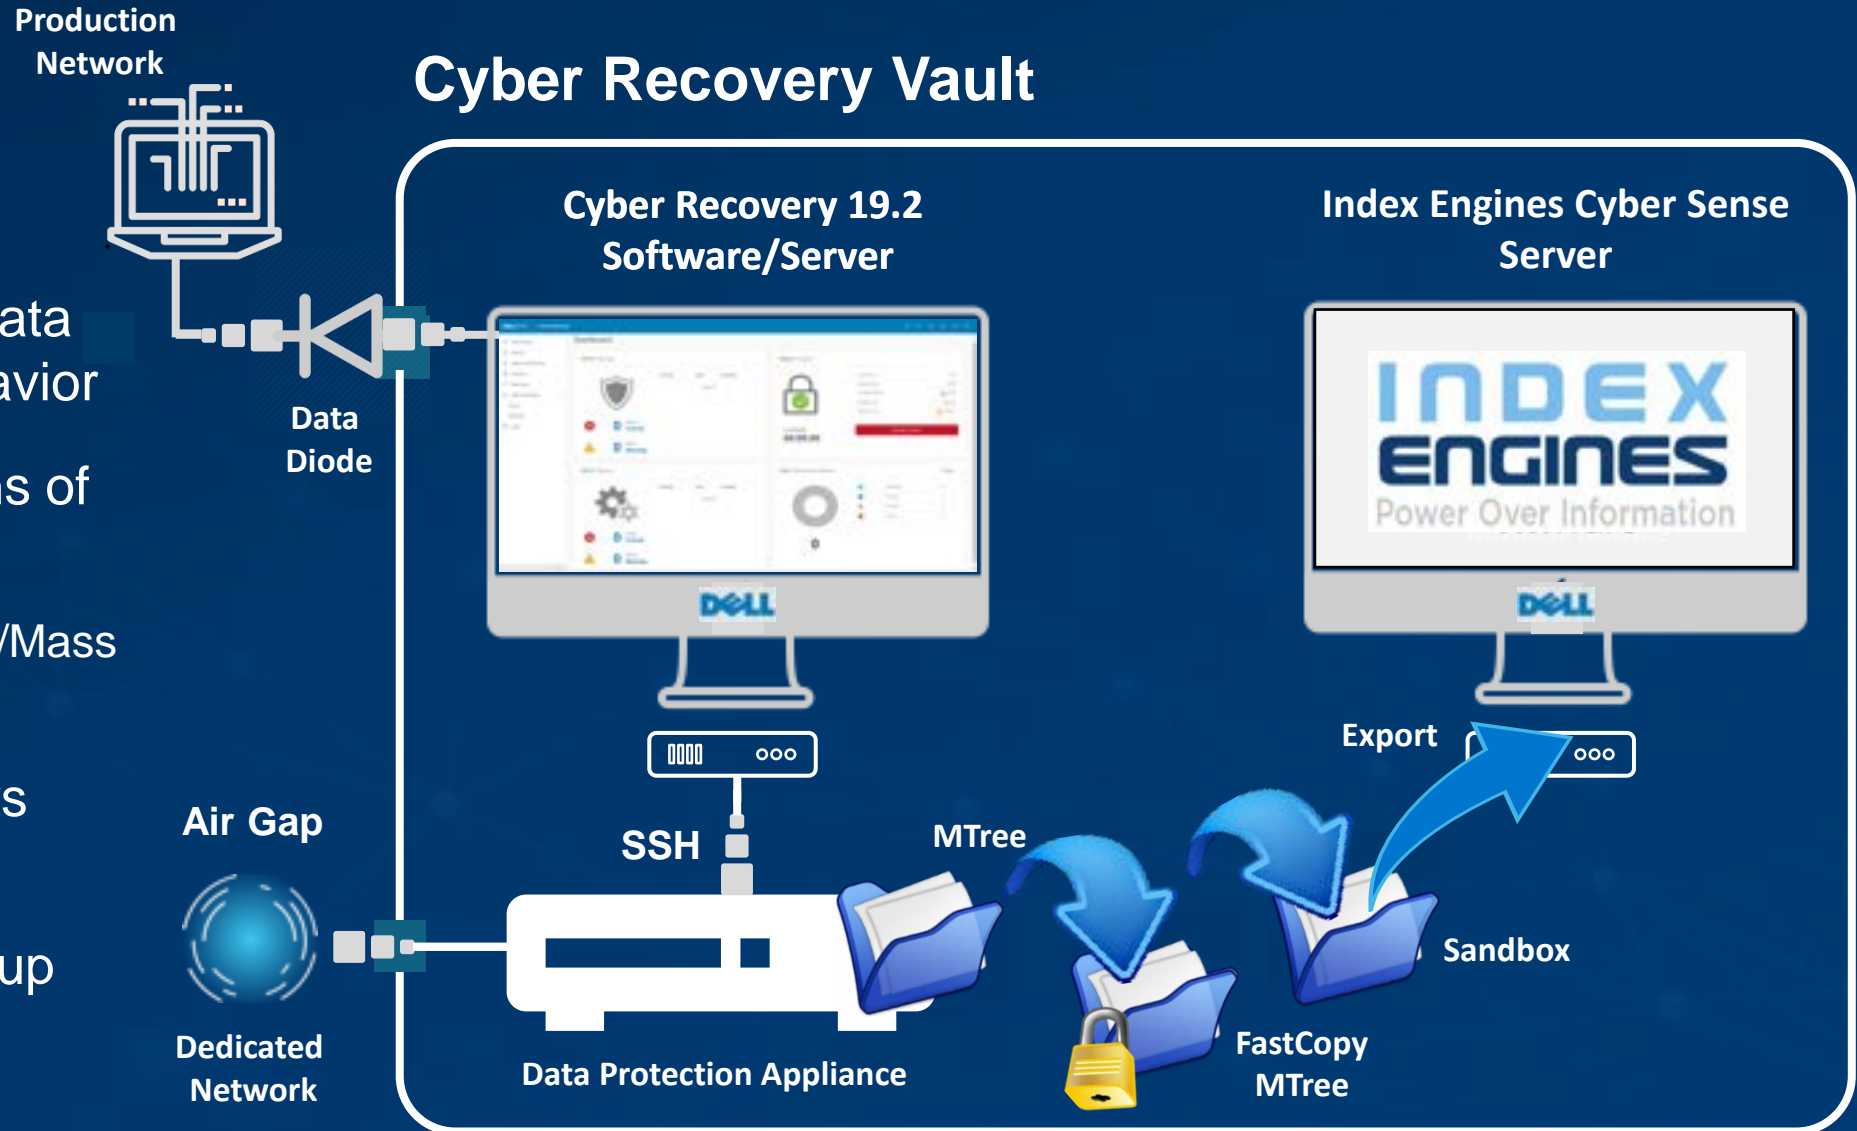 Production
Network
Cyber Recovery Vault
Cyber Recovery 19.2
Software/Server
Index Engines Cyber Sense
Server
ata
avior
s of
/Mass
s
up
Data
Diode
INDEX
ENGINES
Power Over Information
DELL
DELL
Export
Air Gap
SSH
MTree
Sandbox
Dedicated
Network
Data Protection Appliance
FastCopy
MTree